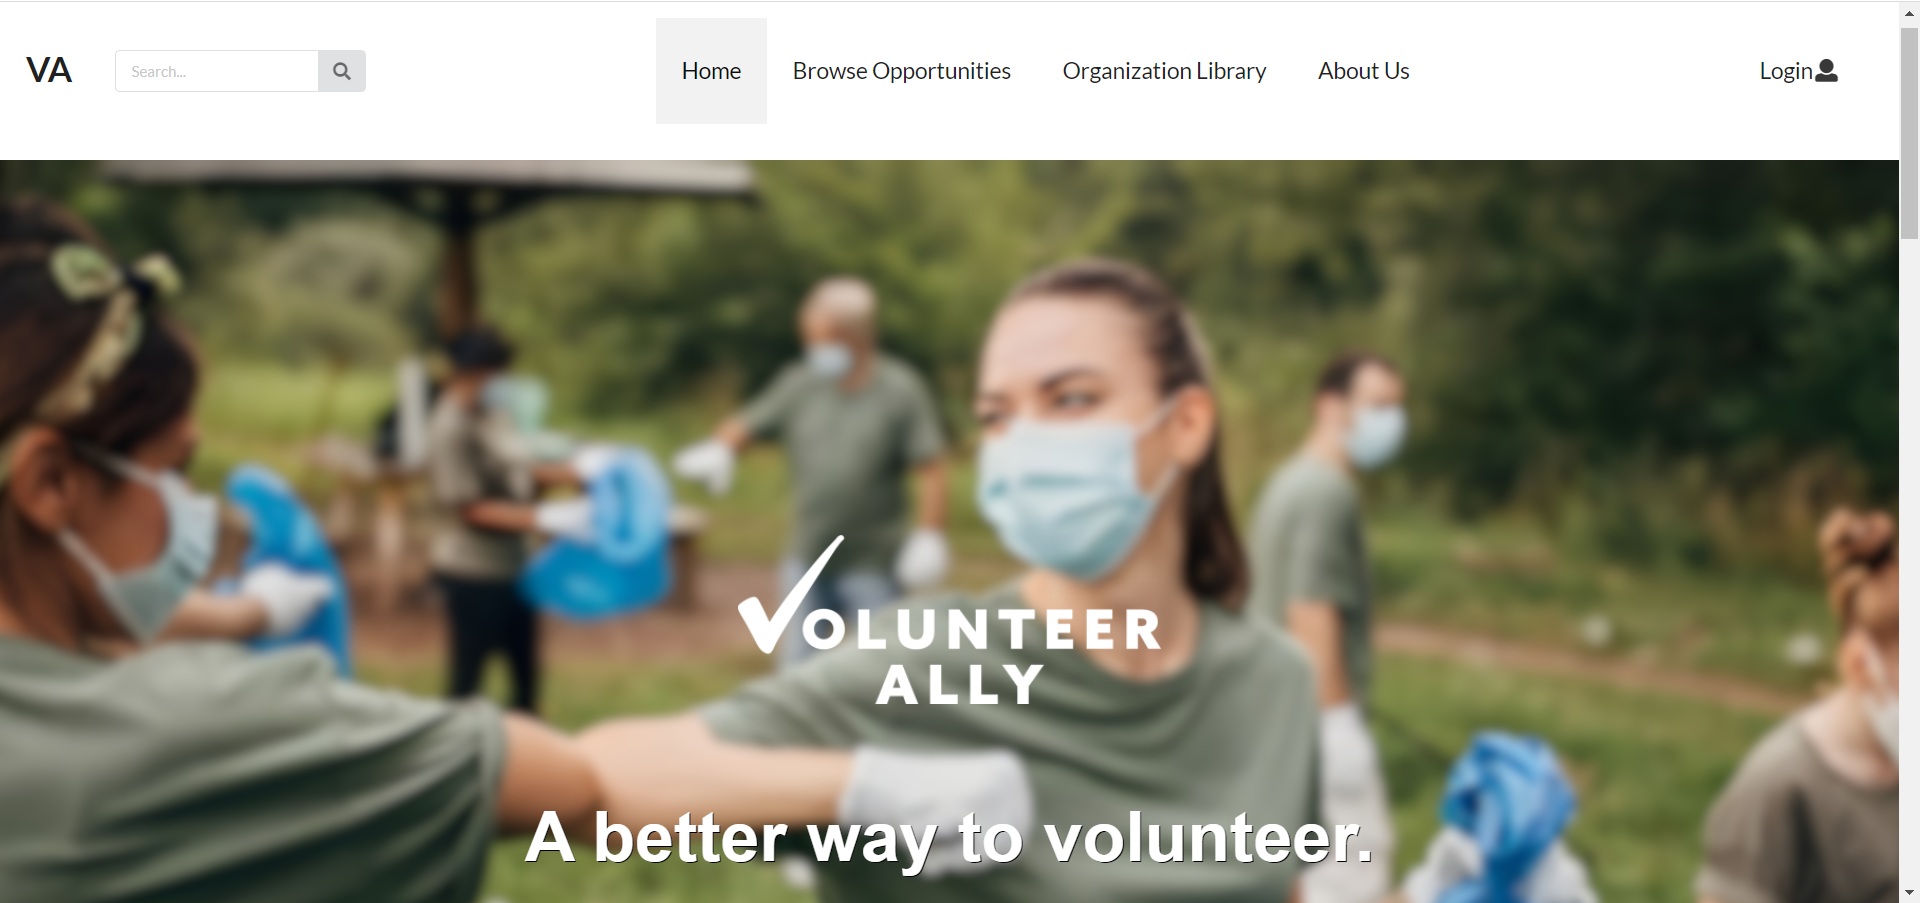 VA
Search...
Home
Browse Opportunities
Organization Library
About Us
Login
VOLUNTEER
ALLY
A better way to volunteer.